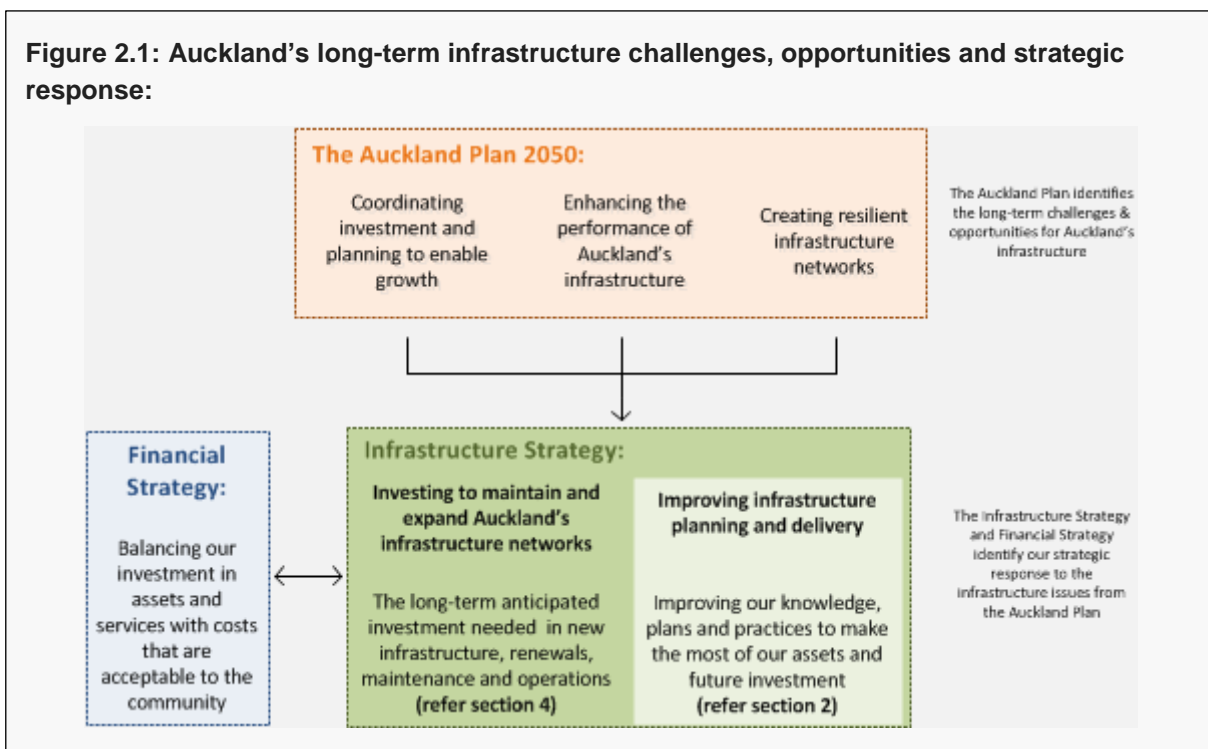 Figure 2.1: Auckland's long-term infrastructure challenges, opportunities and strategic
response:
The Auckland Plan 2050:
Coordinating
investment and
planning to enable
growth
Enhancing the
performance of
Auckland's
infrastructure
Creating resilient
infrastructure
networks
The Auckland Plan identifies
the long-term challenges &
opportunities for Auckland's
infrastructure
Financial
Strategy:
Balancing our
investment in
assets and
services with costs
that are
acceptable to the
community
Infrastructure Strategy:
Investing to maintain and
expand Auckland's
infrastructure networks
The long-term anticipated
investment needed in new
infrastructure, renewals,
maintenance and operations
(refer section 4)
Improving infrastructure
planning and delivery
Improving our knowledge,
plans and practices to make
the most of our assets and
future investment
(refer section 2)
The Infrastructure Strategy
and Financial Strategy
identify our strategic
response to the
infrastructure issues from
the Auckland Plan